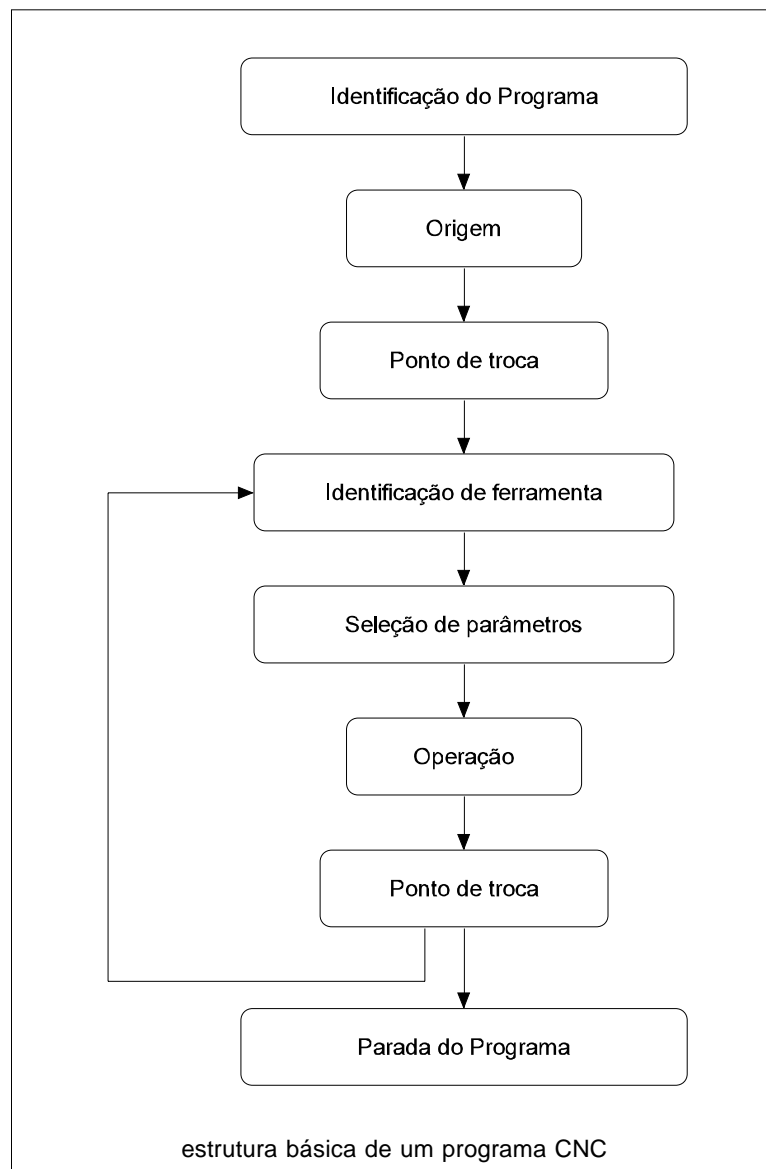 Identificação do Programa
Origem
Ponto de troca
Identificação de ferramenta
Seleção de parâmetros
Operação
Ponto de troca
Parada do Programa
estrutura básica de um programa CNC